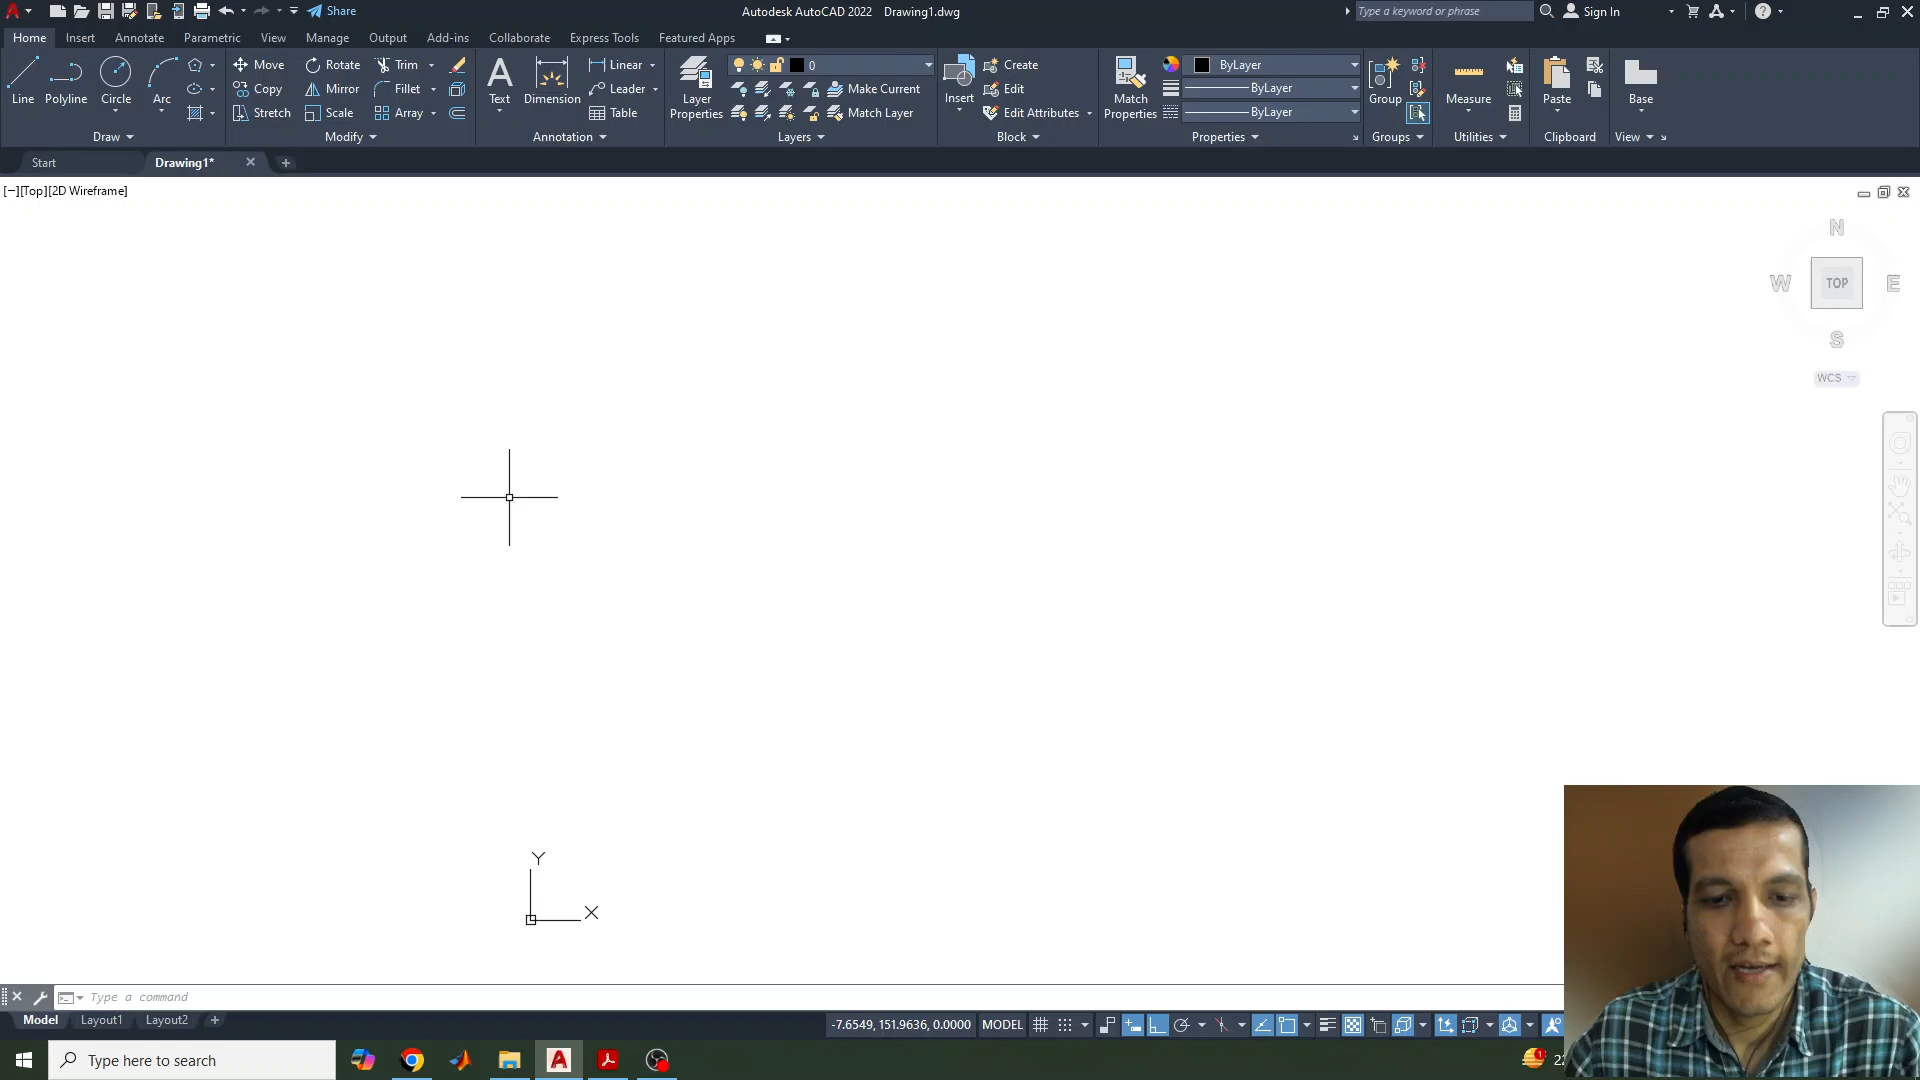 Share
Autodesk AutoCAD 2022 Drawing1.dwg
Type a keyword or phrase
Sign In
Home Insert Annotate Parametric View Manage Output Add-ins Collaborate Express Tools Featured Apps
Line
Polyline
Circle
Arc
Draw
Move
Rotate
Trim
Copy
Mirror
Fillet
Stretch
Scale
Array
Modify
A
Text
Dimension
Linear
Leader
Table
Annotation
Layer
Properties
0
Make Current
Match Layer
Layers
Insert
Create
Edit
Edit Attributes
Block
Match
Properties
ByLayer
ByLayer
ByLayer
Properties
Group
Groups
Measure
Utilities
Paste
Clipboard
Base
View
Start
Drawing1*
[−][Top][2D Wireframe]
N
W
TOP
E
S
WCS
Y
X
Type a command
Model
Layout1
Layout2
-7.6549, 151.9636, 0.0000
MODEL
Type here to search